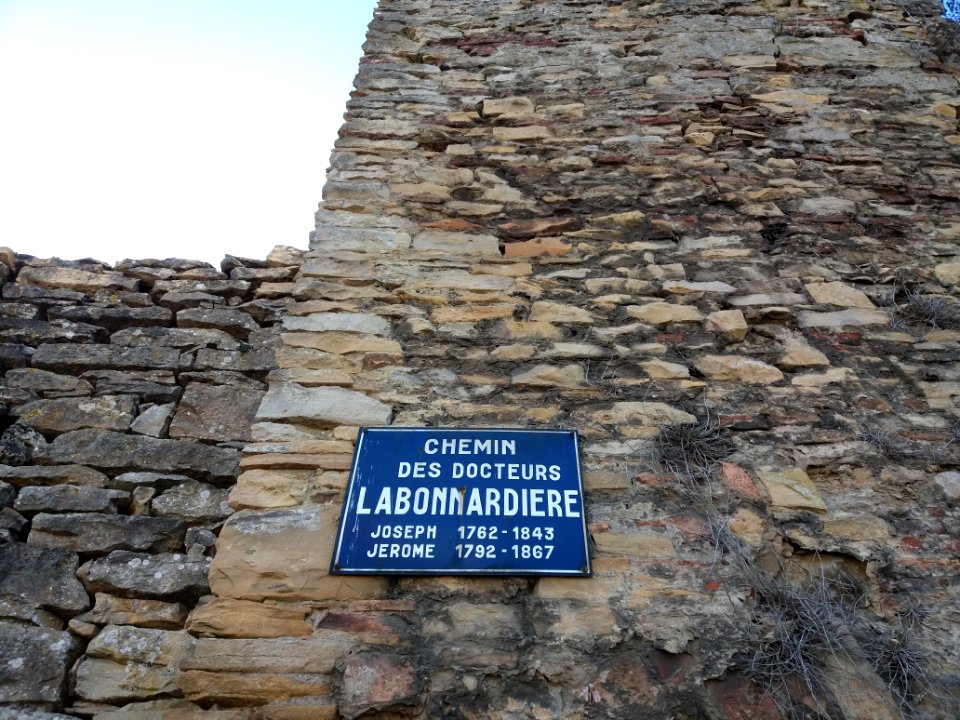 CHEMIN
DES DOCTEURS
LABONNARDIERE
JOSEPH 1762-1843
JEROME 1792-1867